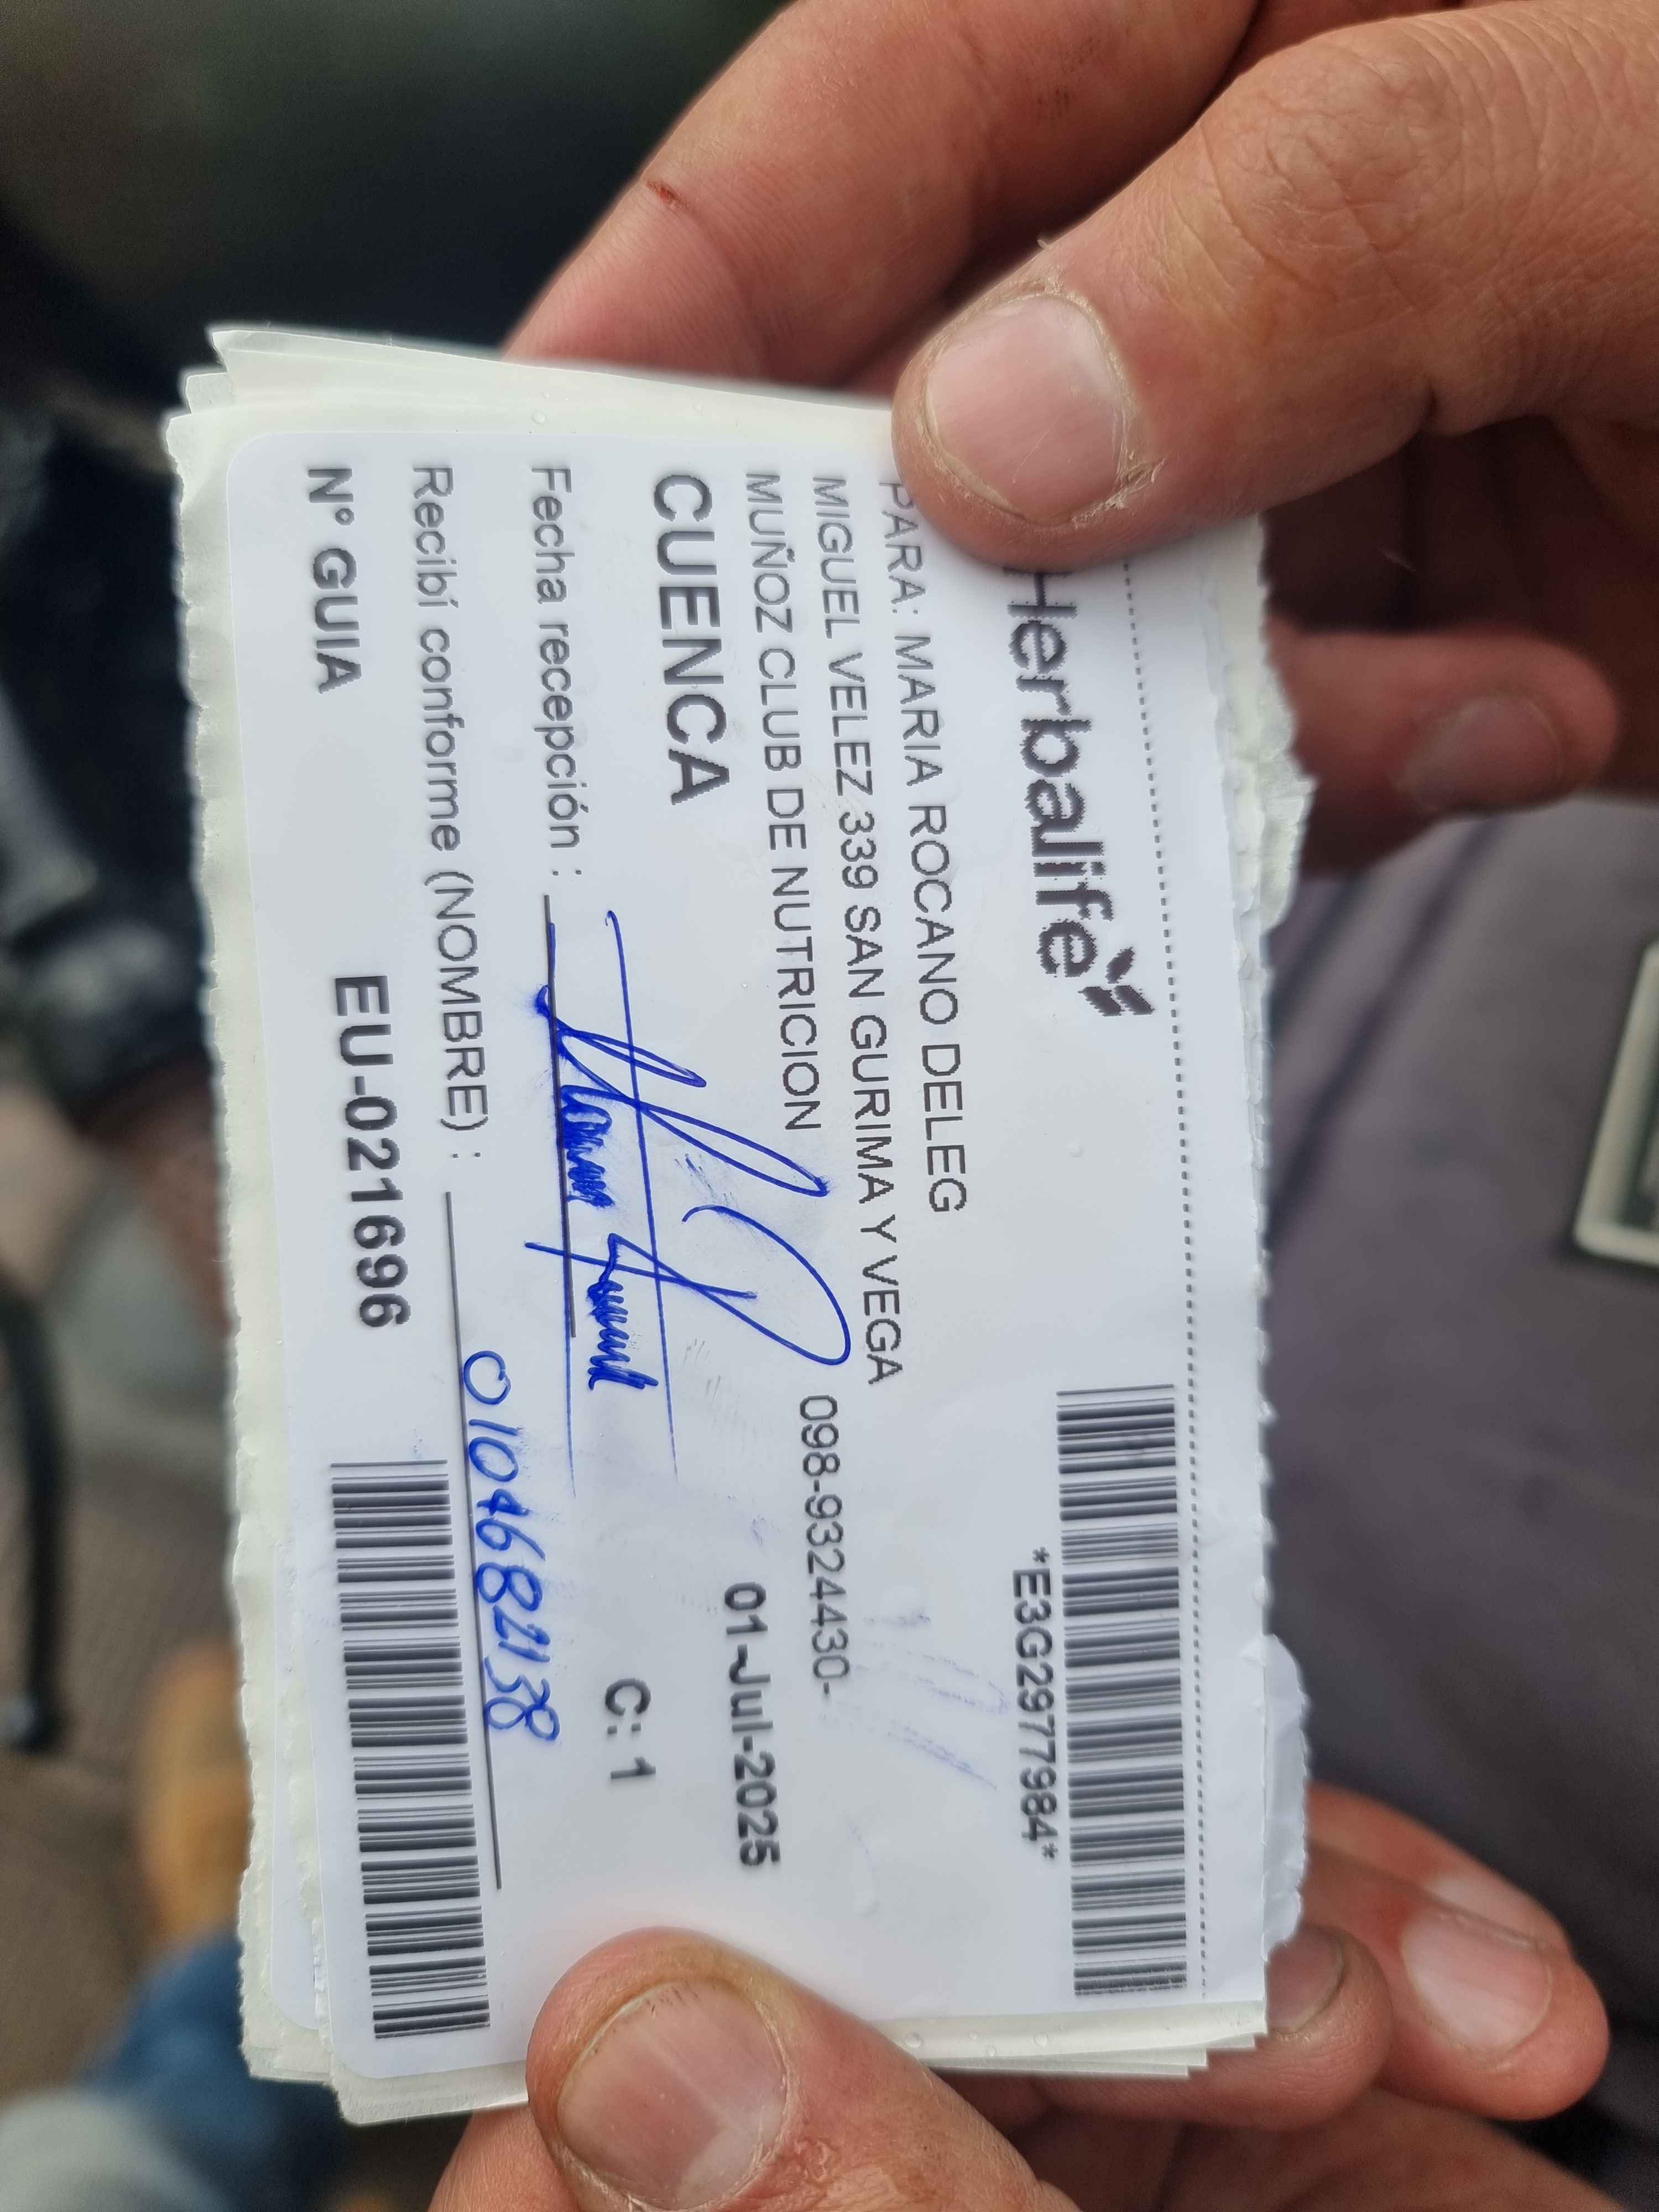 Herbalife
*E3G2977984*
PARA: MARIA ROCANO DELEG
MIGUEL VELEZ 339 SAN GURIMA Y VEGA
MUÑOZ CLUB DE NUTRICION 098-9324430-
CUENCA 01-Jul-2025
Fecha recepción : C: 1
Recibí conforme (NOMBRE) : 0104682138
Nº GUIA EU-021696